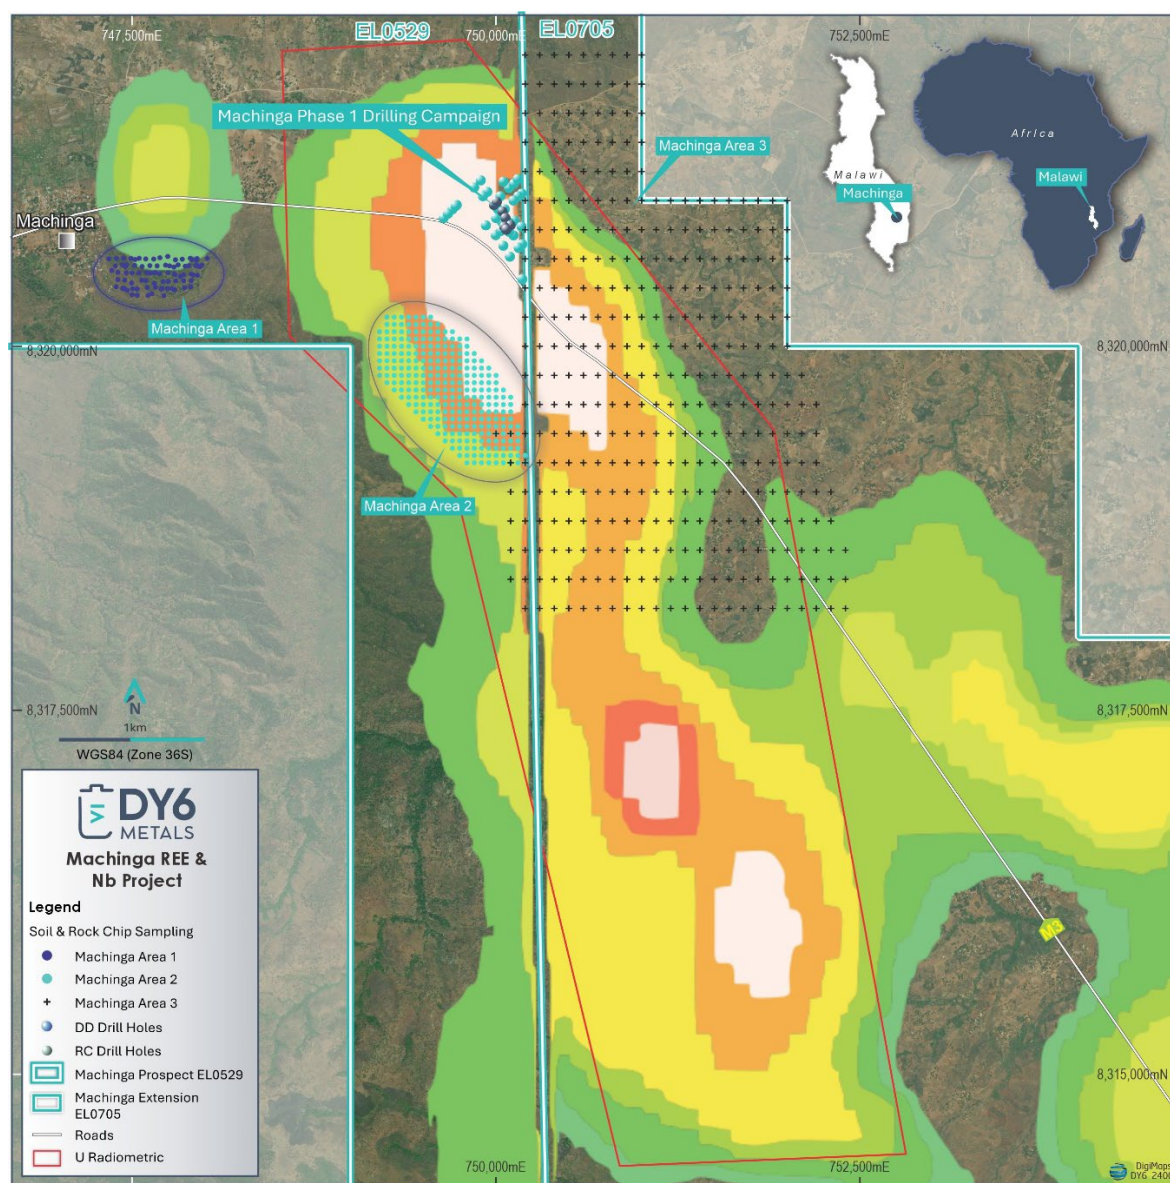 EL0529
EL0705
747,500mE
750,000mE
752,500mE
Machinga Phase 1 Drilling Campaign
Machinga Area 3
Africa
Malawi
Machinga
Malawi
Machinga
Machinga Area 1
8,320,000mN
8,320,000mN
Machinga Area 2
8,317,500mN
8,317,500mN
N
1km
WGS84 (Zone 36S)
DY6
METALS
Machinga REE &
Nb Project
Legend
Soil & Rock Chip Sampling
Machinga Area 1
Machinga Area 2
Machinga Area 3
DD Drill Holes
RC Drill Holes
Machinga Prospect EL0529
Machinga Extension
EL0705
Roads
U Radiometric
M3
8,315,000mN
750,000mE
752,500mE
DigiMaps